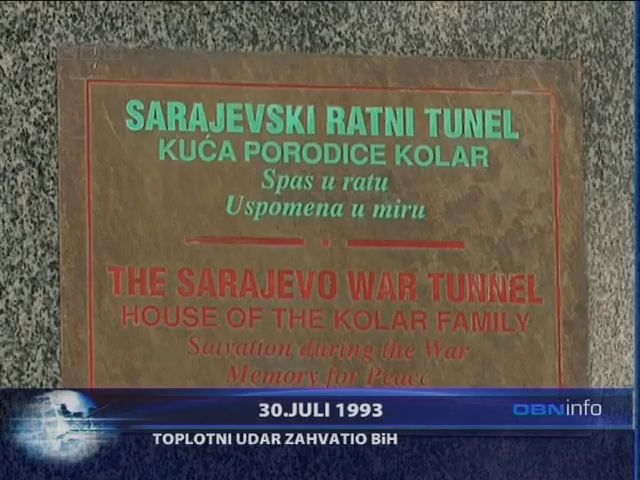 SARAJEVSKI RATNI TUNEL
KUĆA PORODICE KOLAR
Spas u ratu
Uspomena u miru
THE SARAJEVO WAR TUNNEL
HOUSE OF THE KOLAR FAMILY
Salvation during the War
Memory for Peace
30.JULI 1993
OBNinfo
TOPLOTNI UDAR ZAHVATIO BiH